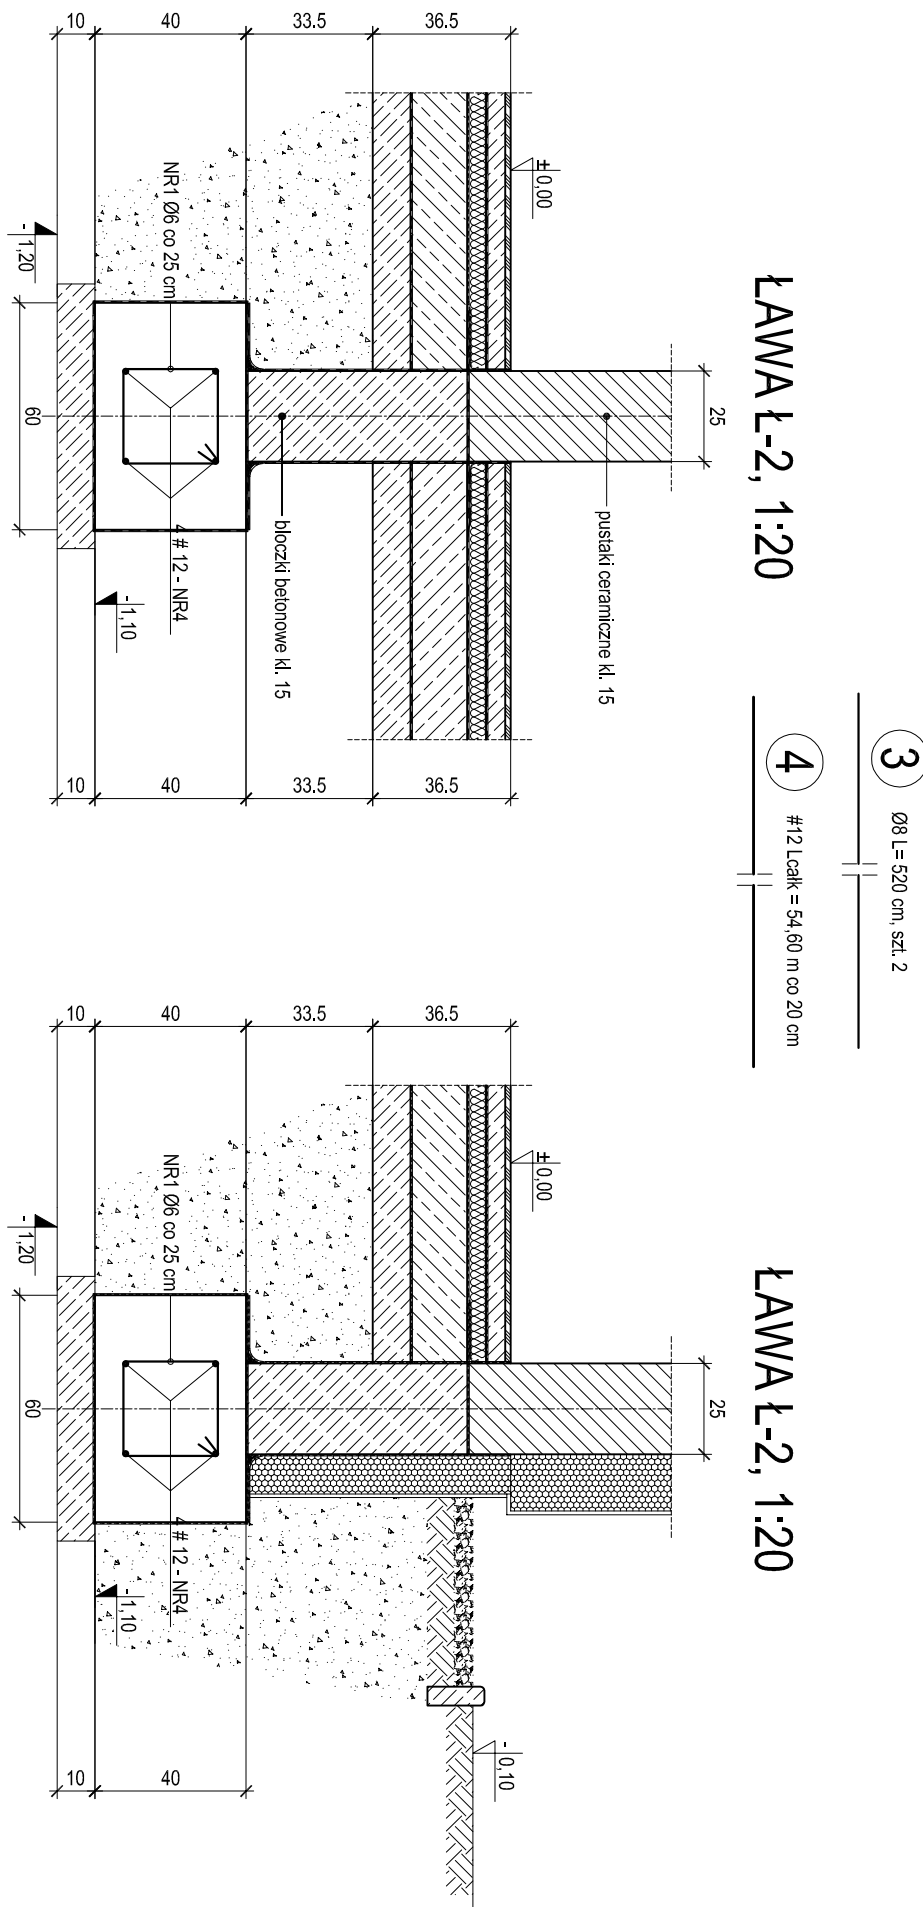 3
Ø8 L= 520 cm, szt. 2
4
#12 Lcałk = 54,60 m co 20 cm
ŁAWA Ł-2, 1:20
25
pustaki ceramiczne kl. 15
± 0,00
bloczki betonowe kl. 15
NR1 Ø6 co 25 cm
4 # 12 - NR4
- 1,10
- 1,20
60
36.5
33.5
40
10
36.5
33.5
40
10
ŁAWA Ł-2, 1:20
25
± 0,00
- 0,10
NR1 Ø6 co 25 cm
4 # 12 - NR4
- 1,10
- 1,20
60
36.5
33.5
40
10
40
10